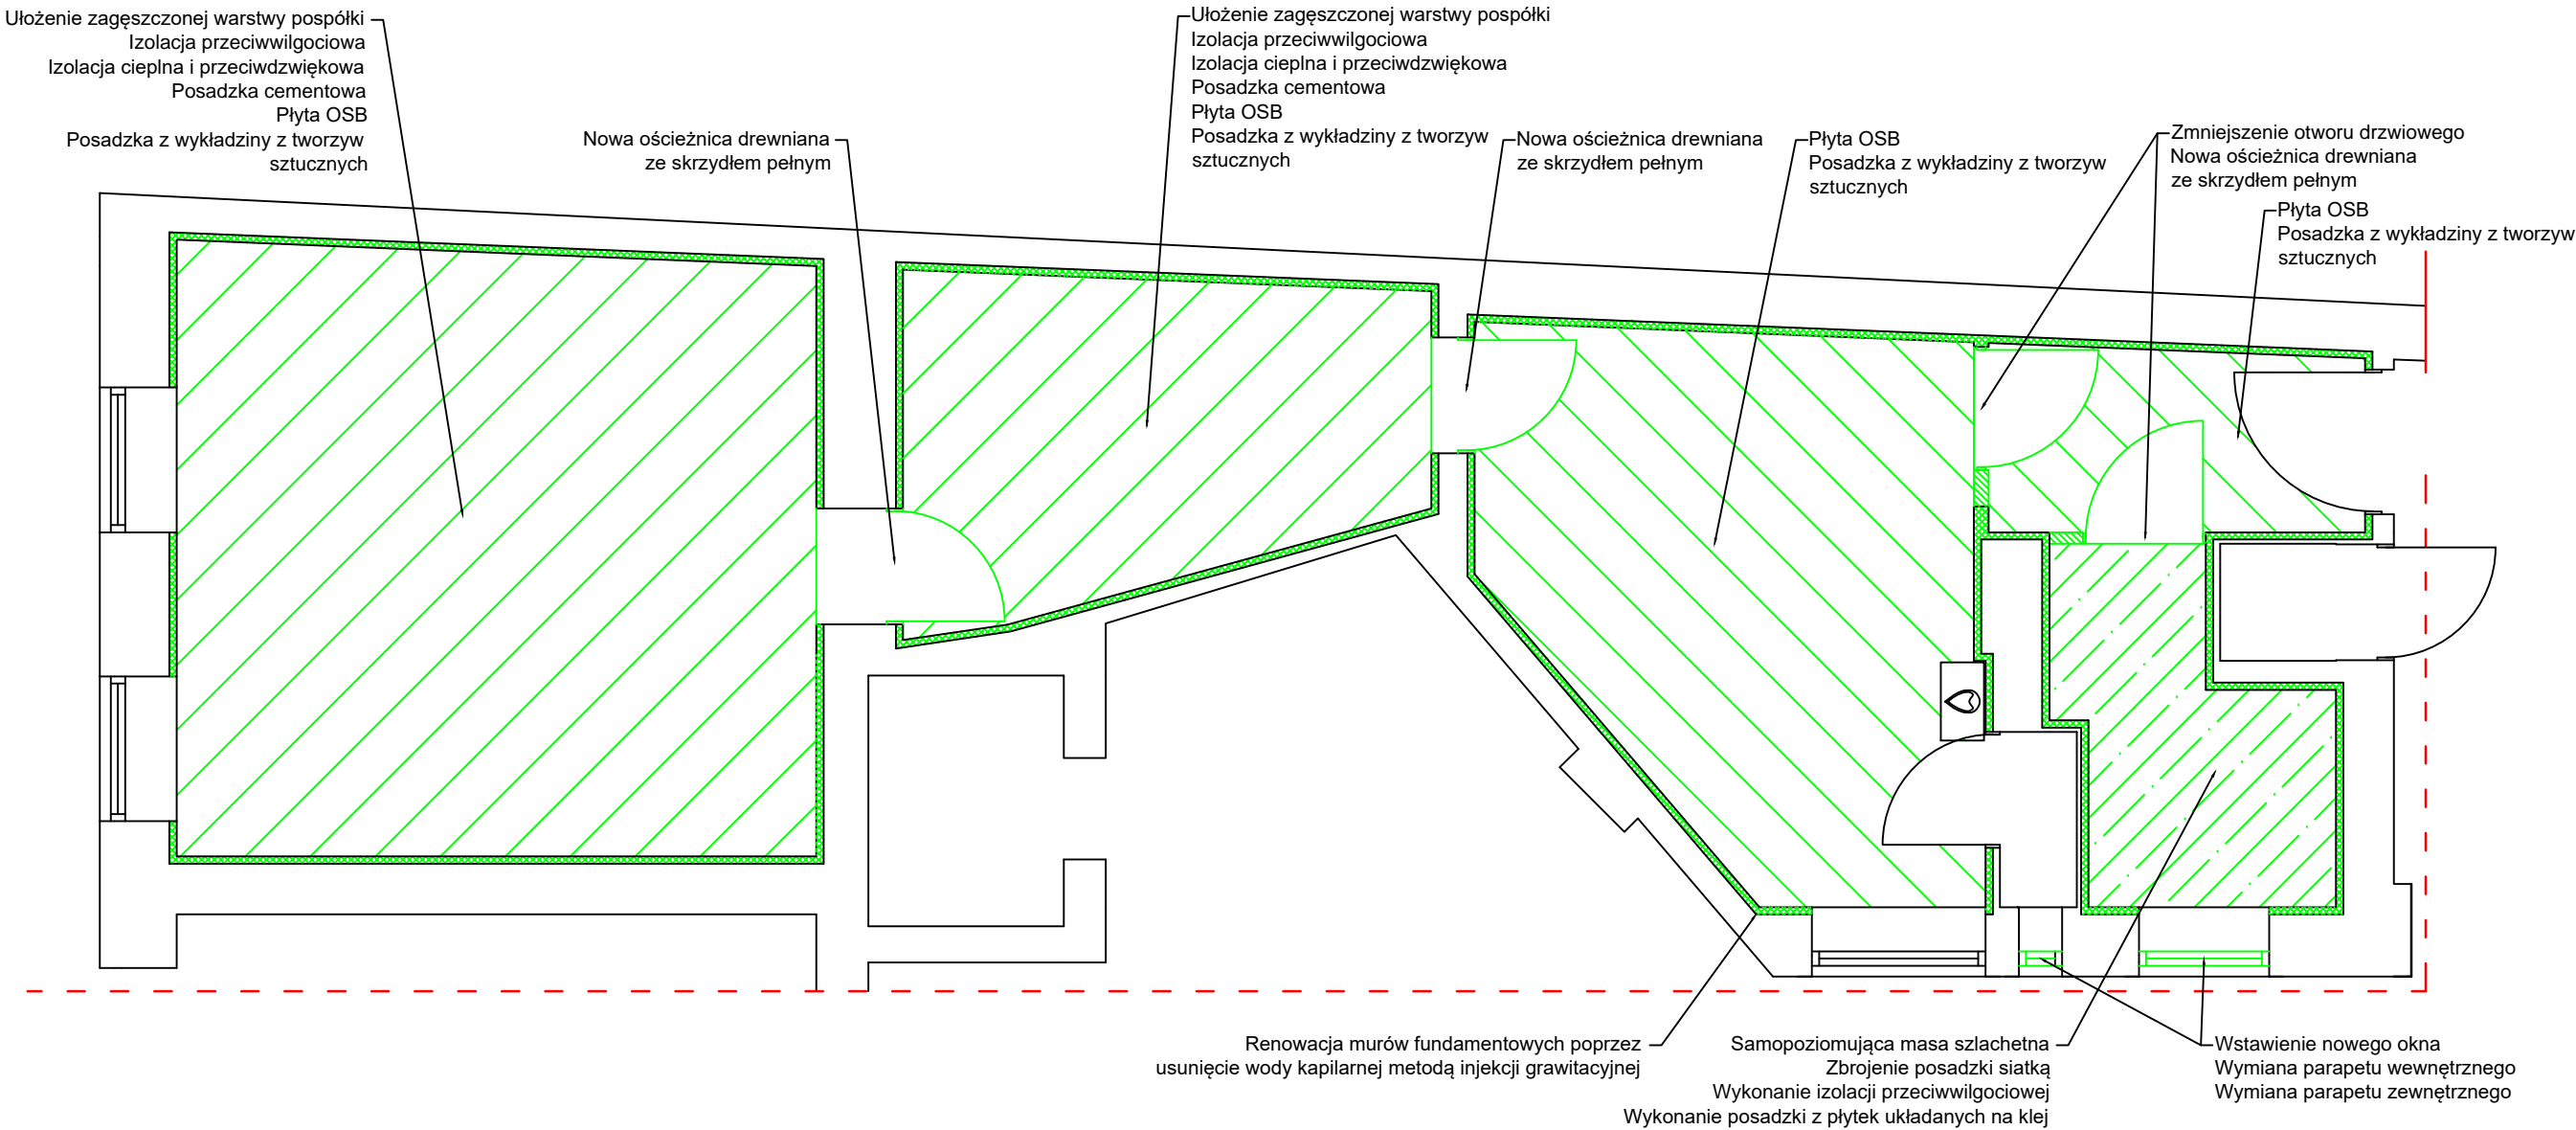 Ułożenie zagęszczonej warstwy pospółki
Izolacja przeciwwilgociowa
Izolacja cieplna i przeciwdzwiękowa
Posadzka cementowa
Płyta OSB
Posadzka z wykładziny z tworzyw
sztucznych
Nowa ościeżnica drewniana
ze skrzydłem pełnym
Ułożenie zagęszczonej warstwy pospółki
Izolacja przeciwwilgociowa
Izolacja cieplna i przeciwdzwiękowa
Posadzka cementowa
Płyta OSB
Posadzka z wykładziny z tworzyw
sztucznych
Nowa ościeżnica drewniana
ze skrzydłem pełnym
Płyta OSB
Posadzka z wykładziny z tworzyw
sztucznych
Zmniejszenie otworu drzwiowego
Nowa ościeżnica drewniana
ze skrzydłem pełnym
Płyta OSB
Posadzka z wykładziny z tworzyw
sztucznych
Renowacja murów fundamentowych poprzez
usunięcie wody kapilarnej metodą injekcji grawitacyjnej
Samopoziomująca masa szlachetna
Zbrojenie posadzki siatką
Wykonanie izolacji przeciwwilgociowej
Wykonanie posadzki z płytek układanych na klej
Wstawienie nowego okna
Wymiana parapetu wewnętrznego
Wymiana parapetu zewnętrznego